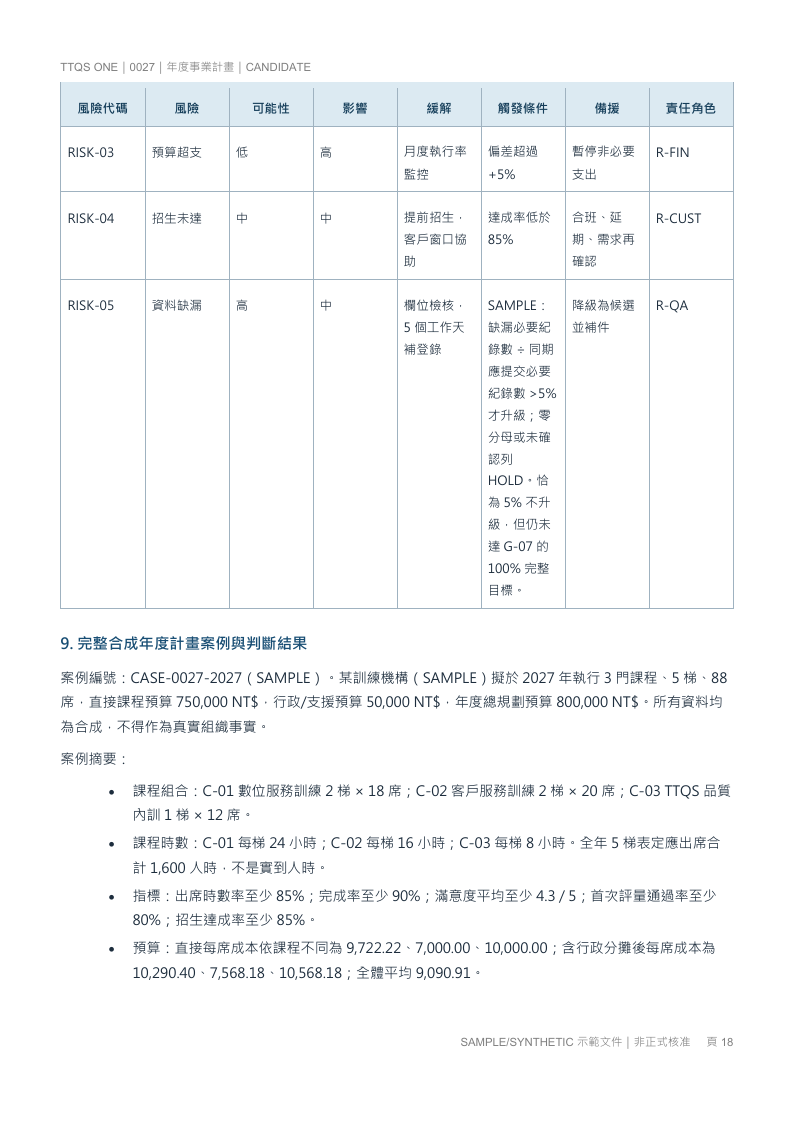 TTQS ONE｜0027｜年度事業計畫｜CANDIDATE
風險代碼 風險 可能性 影響 緩解 觸發條件 備援 責任角色
RISK-03 預算超支 低 高 月度執行率 偏差超過 暫停非必要 R-FIN
監控 +5% 支出
RISK-04 招生未達 中 中 提前招生， 達成率低於 合班、延 R-CUST
客戶窗口協 85% 期、需求再
助 確認
RISK-05 資料缺漏 高 中 欄位檢核， SAMPLE： 降級為候選 R-QA
5 個工作天 缺漏必要紀 並補件
補登錄 錄數 ÷ 同期
應提交必要
紀錄數 >5%
才升級；零
分母或未確
認列
HOLD。恰
為 5% 不升
級，但仍未
達 G-07 的
100% 完整
目標。
9. 完整合成年度計畫案例與判斷結果
案例編號：CASE-0027-2027（SAMPLE）。某訓練機構（SAMPLE）擬於 2027 年執行 3 門課程、5 梯、88
席，直接課程預算 750,000 NT$，行政/支援預算 50,000 NT$，年度總規劃預算 800,000 NT$。所有資料均
為合成，不得作為真實組織事實。
案例摘要：
• 課程組合：C-01 數位服務訓練 2 梯 × 18 席；C-02 客戶服務訓練 2 梯 × 20 席；C-03 TTQS 品質
內訓 1 梯 × 12 席。
• 課程時數：C-01 每梯 24 小時；C-02 每梯 16 小時；C-03 每梯 8 小時。全年 5 梯表定應出席合
計 1,600 人時，不是實到人時。
• 指標：出席時數率至少 85%；完成率至少 90%；滿意度平均至少 4.3 / 5；首次評量通過率至少
80%；招生達成率至少 85%。
• 預算：直接每席成本依課程不同為 9,722.22、7,000.00、10,000.00；含行政分攤後每席成本為
10,290.40、7,568.18、10,568.18；全體平均 9,090.91。
SAMPLE/SYNTHETIC 示範文件｜非正式核准 頁 18